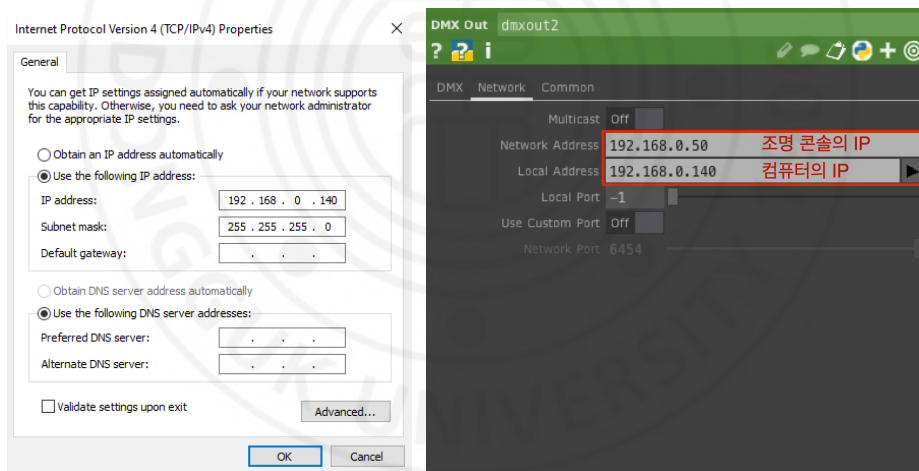 Internet Protocol Version 4 (TCP/IPv4) Properties
General
You can get IP settings assigned automatically if your network supports
this capability. Otherwise, you need to ask your network administrator
for the appropriate IP settings.
Obtain an IP address automatically
Use the following IP address:
IP address: 192 . 168 . 0 . 140
Subnet mask: 255 . 255 . 255 . 0
Default gateway: . . .
Obtain DNS server address automatically
Use the following DNS server addresses:
Preferred DNS server: . . .
Alternate DNS server: . . .
Validate settings upon exit
Advanced...
OK Cancel
DMX Out dmxout2
? ? i
DMX Network Common
Multicast Off
Network Address 192.168.0.50 조명 콘솔의 IP
Local Address 192.168.0.140 컴퓨터의 IP
Local Port -1
Use Custom Port Off
Network Port 6454
DONGGUK UNIVERSITY